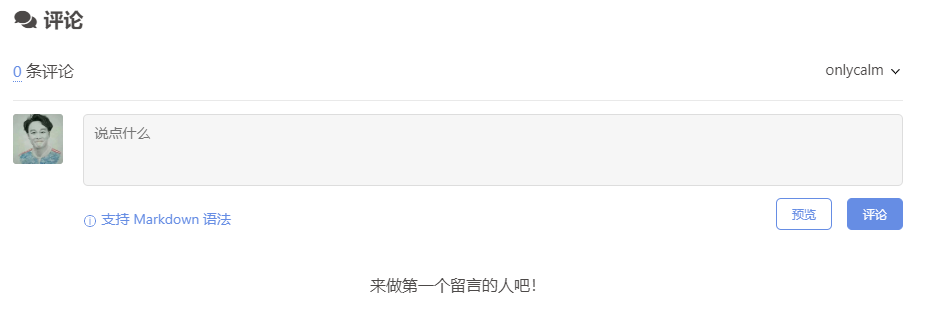 评论
0 条评论
onlycalm
说点什么
支持 Markdown 语法
预览
评论
来做第一个留言的人吧！